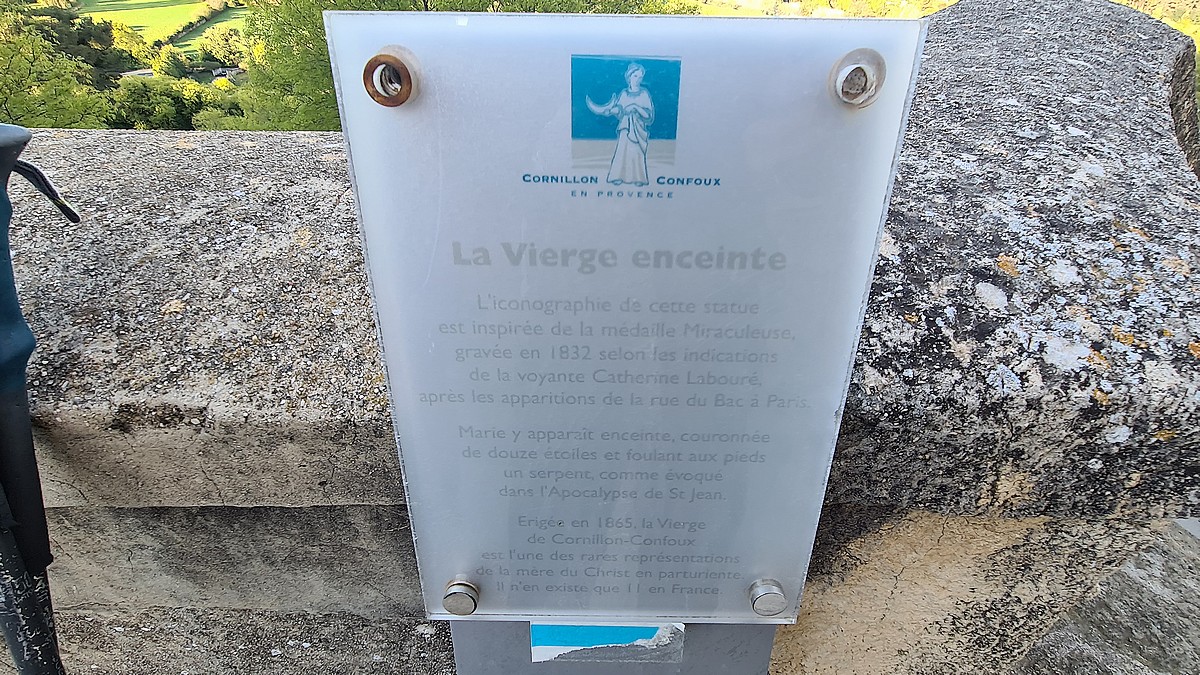 CORNILLON CONFOUX
EN PROVENCE
La Vierge enceinte
L'iconographie de cette statue
est inspirée de la médaille Miraculeuse,
gravée en 1832 selon les indications
de la voyante Catherine Labouré,
après les apparitions de la rue du Bac à Paris.
Marie y apparaît enceinte, couronnée
de douze étoiles et foulant aux pieds
un serpent, comme évoqué
dans l'Apocalypse de St Jean.
Erigée en 1865, la Vierge
de Cornillon-Confoux
est l'une des rares représentations
de la mère du Christ en parturiente.
Il n'en existe que 11 en France.